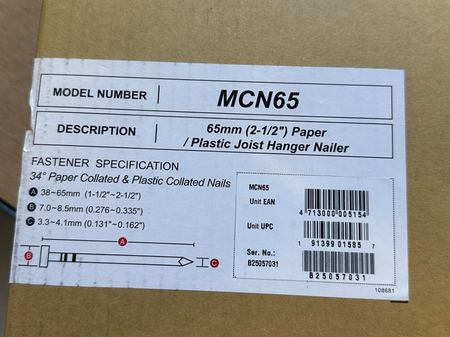 MODEL NUMBER MCN65
DESCRIPTION 65mm (2-1/2") Paper
/ Plastic Joist Hanger Nailer
FASTENER SPECIFICATION
34° Paper Collated & Plastic Collated Nails
A 38~65mm (1-1/2"~2-1/2")
B 7.0~8.5mm (0.276~0.335")
C 3.3~4.1mm (0.131"~0.162")
A
B
C
MCN65
Unit EAN
4 713000 005154
Unit UPC
1 91399 01585 7
Ser. No.:
B25057031
B25057031
108681